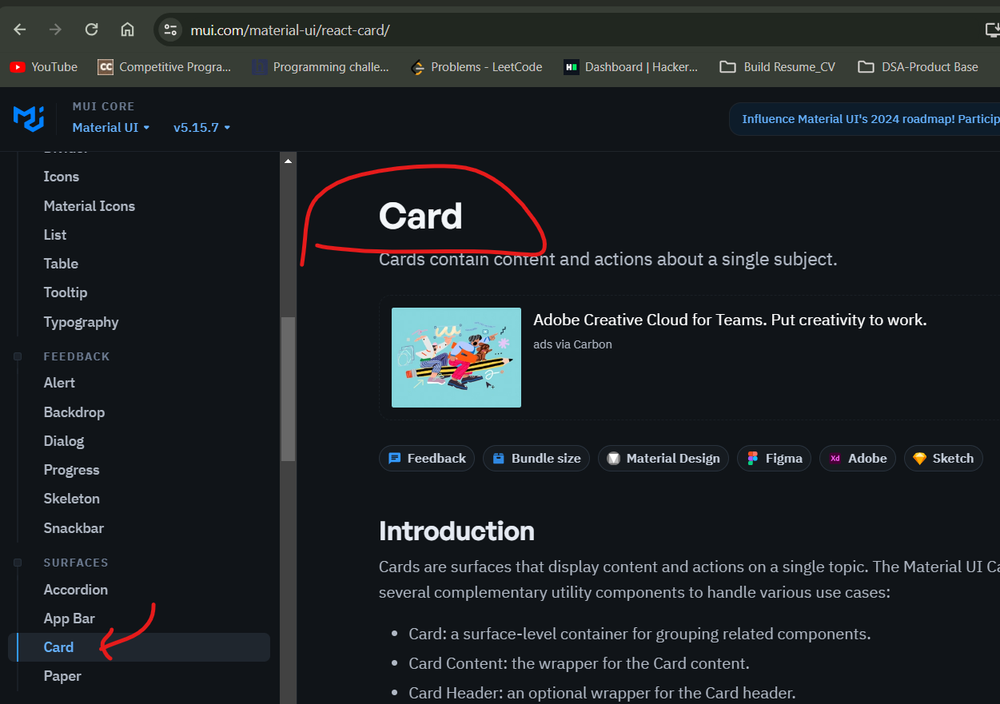 mui.com/material-ui/react-card/
YouTube
CC Competitive Progra...
Programming challe...
Problems - LeetCode
Dashboard | Hacker...
Build Resume_CV
DSA-Product Base
MUI CORE
Material UI
v5.15.7
Influence Material UI's 2024 roadmap! Particip
Divider
Icons
Material Icons
List
Table
Tooltip
Typography
FEEDBACK
Alert
Backdrop
Dialog
Progress
Skeleton
Snackbar
SURFACES
Accordion
App Bar
Card
Paper
Card
Cards contain content and actions about a single subject.
Adobe Creative Cloud for Teams. Put creativity to work.
ads via Carbon
Feedback
Bundle size
Material Design
Figma
Xd Adobe
Sketch
Introduction
Cards are surfaces that display content and actions on a single topic. The Material UI Ca
several complementary utility components to handle various use cases:
• Card: a surface-level container for grouping related components.
• Card Content: the wrapper for the Card content.
• Card Header: an optional wrapper for the Card header.